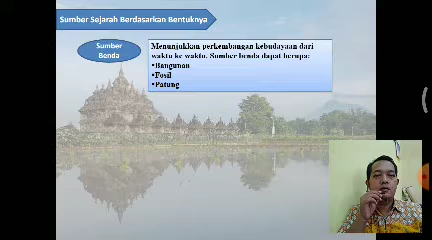 Sumber Sejarah Berdasarkan Bentuknya
Sumber
Benda
Menunjukkan perkembangan kebudayaan dari
waktu ke waktu. Sumber benda dapat berupa:
•Bangunan
•Fosil
•Patung